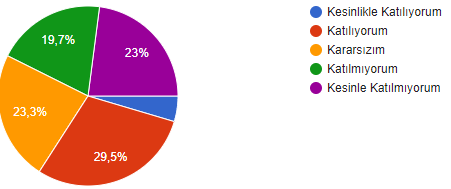 Kesinlikle Katılıyorum
Katılıyorum
Kararsızım
Katılmıyorum
Kesinle Katılmıyorum
19,7%
23%
23,3%
29,5%